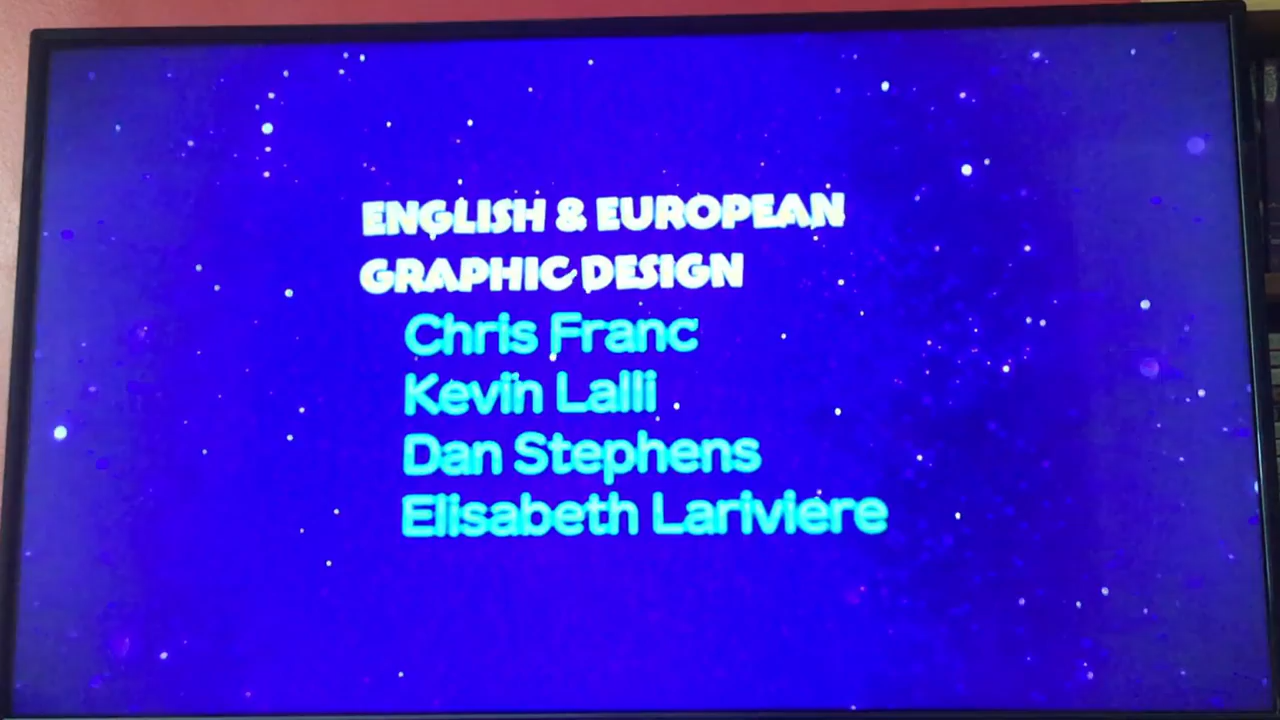 ENGLISH & EUROPEAN
GRAPHIC DESIGN
Chris Franc
Kevin Lalli
Dan Stephens
Elisabeth Lariviere